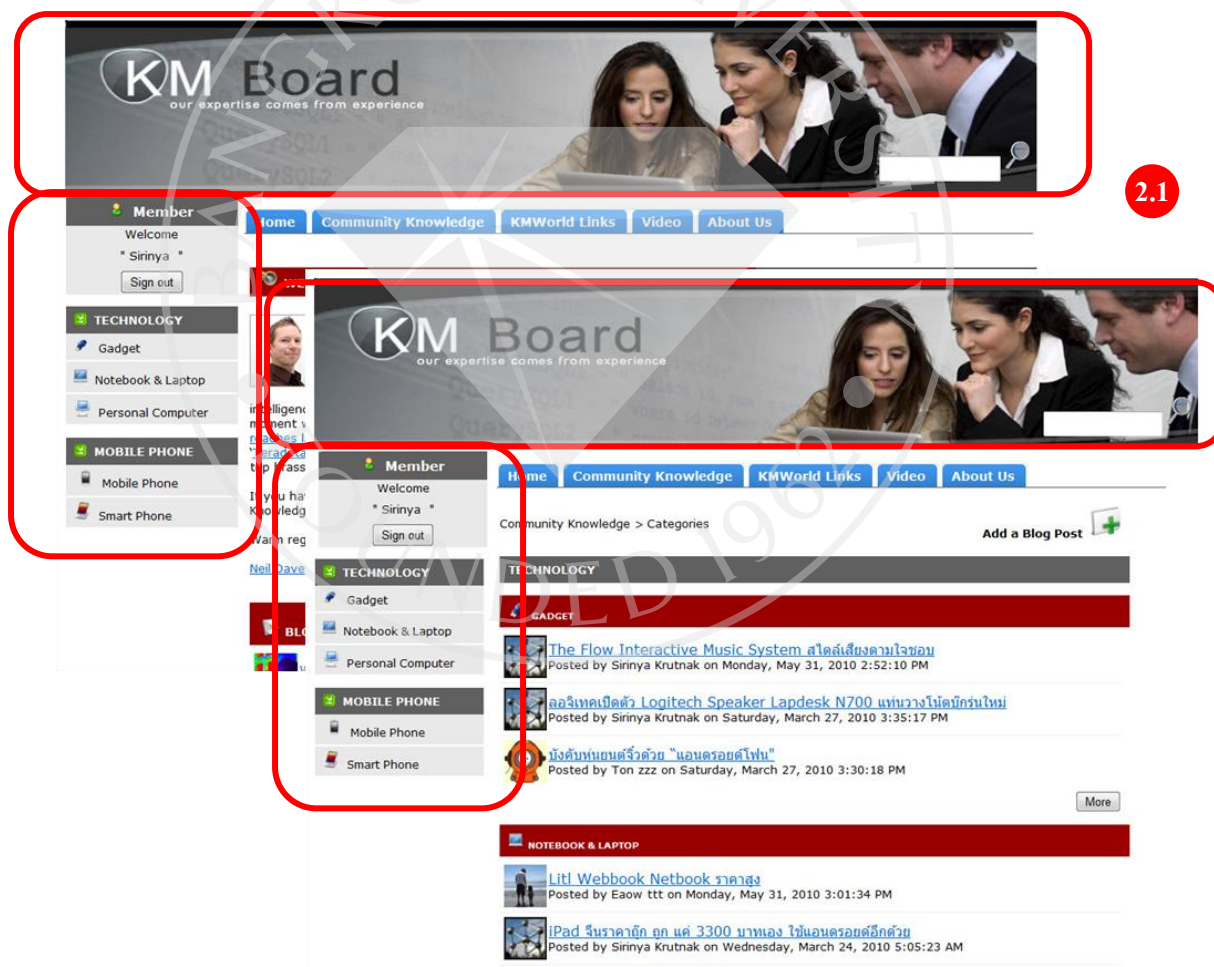 KM Board
our expertise comes from experience
2.1
Member
Welcome
" Sirinya "
Sign out
TECHNOLOGY
Gadget
Notebook & Laptop
Personal Computer
MOBILE PHONE
Mobile Phone
Smart Phone
Home Community Knowledge KMWorld Links Video About Us
If you ha
Knowledg
Warm reg
Neil Dave
BLO
KM Board
our expertise comes from experience
Member
Welcome
" Sirinya "
Sign out
TECHNOLOGY
Gadget
Notebook & Laptop
Personal Computer
MOBILE PHONE
Mobile Phone
Smart Phone
Home Community Knowledge KMWorld Links Video About Us
Community Knowledge > Categories
Add a Blog Post
TECHNOLOGY
GADGET
The Flow Interactive Music System สไตล์เสียงตามใจชอบ
Posted by Sirinya Krutnak on Monday, May 31, 2010 2:52:10 PM
ลอจิเทคเปิดตัว Logitech Speaker Lapdesk N700 แท่นวางโน้ตบุ๊กรุ่นใหม่
Posted by Sirinya Krutnak on Saturday, March 27, 2010 3:35:17 PM
บังคับหุ่นยนต์จิ๋วด้วย "แอนดรอยด์โฟน"
Posted by Ton zzz on Saturday, March 27, 2010 3:30:18 PM
More
NOTEBOOK & LAPTOP
Litl Webbook Netbook ราคาสูง
Posted by Eaow ttt on Monday, May 31, 2010 3:01:34 PM
iPad จีนราคาถูก ถูก แค่ 3300 บาทเอง ใช้แอนดรอยด์อีกด้วย
Posted by Sirinya Krutnak on Wednesday, March 24, 2010 5:05:23 AM